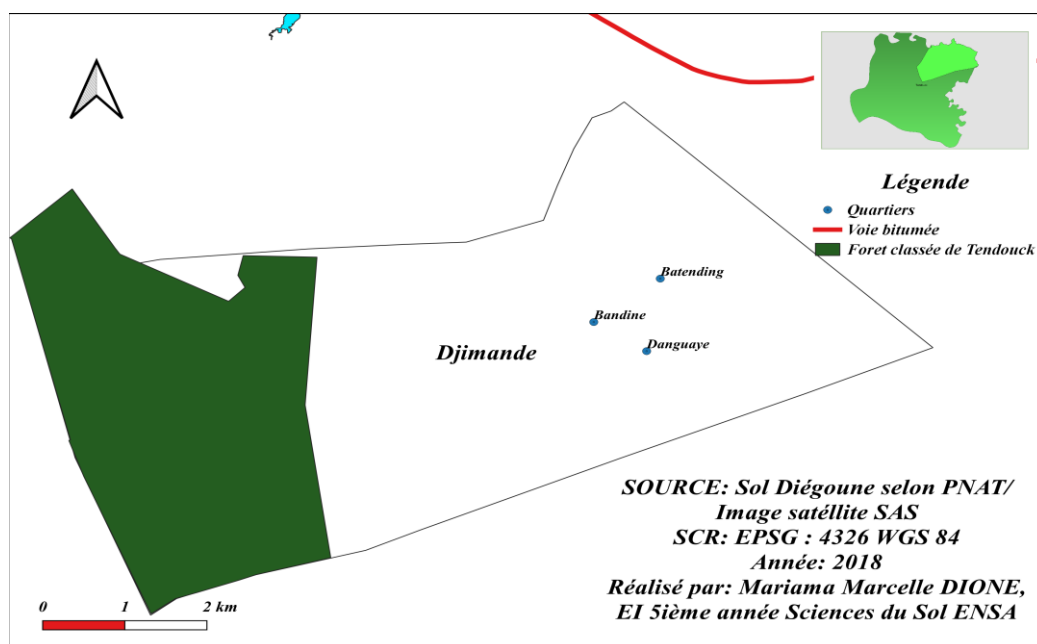 Légende
Quartiers
Voie bitumée
Foret classée de Tendouck
Batending
Bandine
Danguaye
Djimande
SOURCE: Sol Diégoune selon PNAT/
Image satéllite SAS
SCR: EPSG : 4326 WGS 84
Année: 2018
Réalisé par: Mariama Marcelle DIONE,
EI 5ième année Sciences du Sol ENSA
0 1 2 km